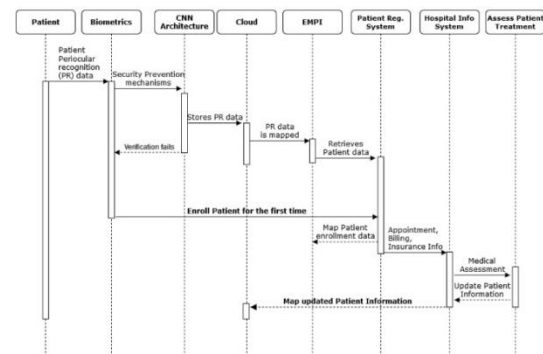 Patient
Biometrics
CNN
Architecture
Cloud
EMPI
Patient Reg.
System
Hospital Info
System
Assess Patient
Treatment
Patient
Periocular
recognition
(PR) data
Security Prevention
mechanisms
Stores PR data
PR data
is mapped
Verification fails
Retrieves
Patient data
Enroll Patient for the first time
Map Patient
enrollment data
Appointment,
Billing,
Insurance Info
Medical
Assessment
Update Patient
Information
Map updated Patient Information